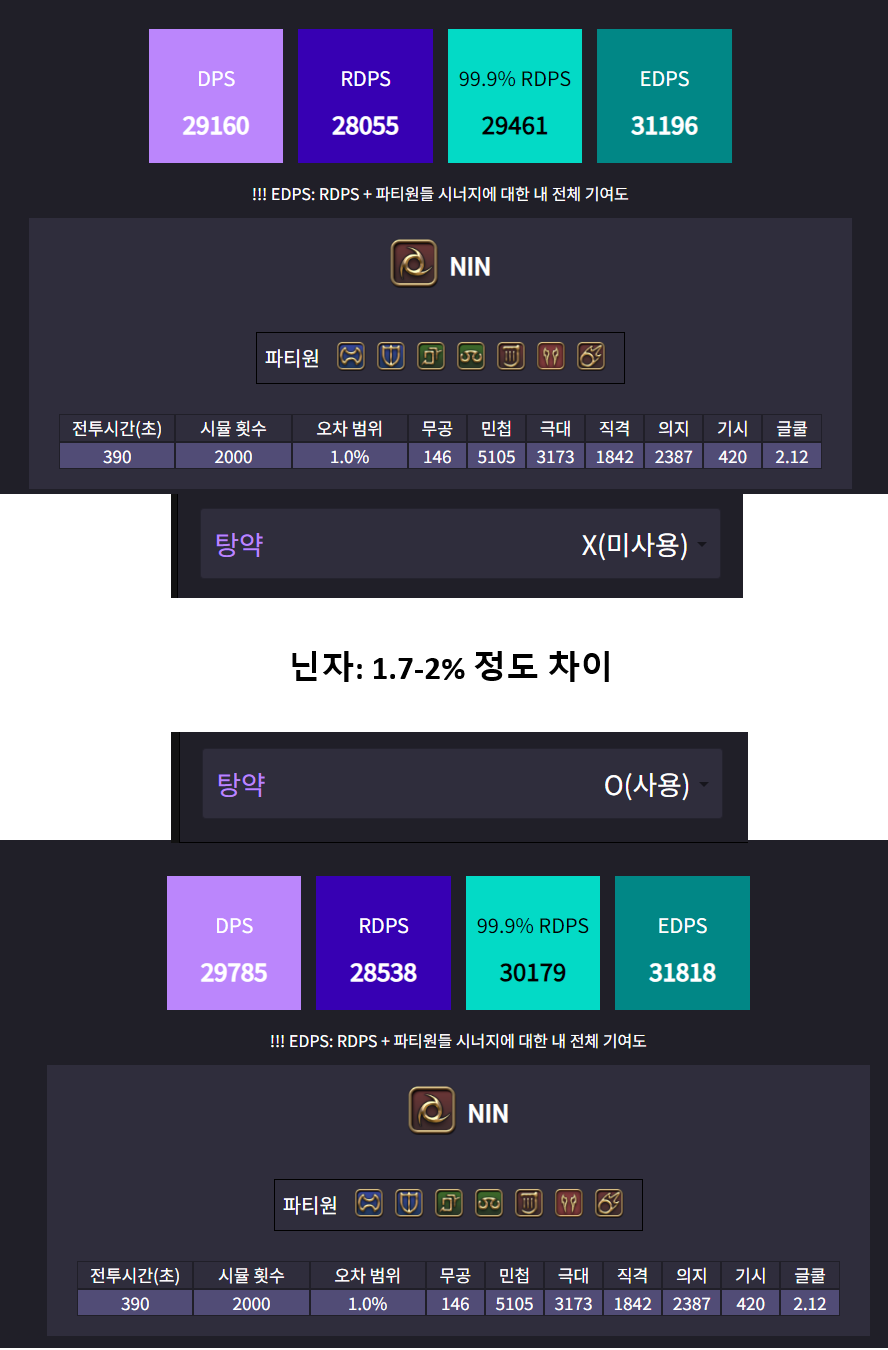 DPS RDPS 99.9% RDPS EDPS
29160 28055 29461 31196
!!! EDPS: RDPS + 파티원들 시너지에 대한 내 전체 기여도
NIN
파티원
전투시간(초) 시뮬 횟수 오차 범위 무공 민첩 극대 직격 의지 기시 글쿨
390 2000 1.0% 146 5105 3173 1842 2387 420 2.12
탕약 X(미사용)
닌자: 1.7-2% 정도 차이
탕약 O(사용)
DPS RDPS 99.9% RDPS EDPS
29785 28538 30179 31818
!!! EDPS: RDPS + 파티원들 시너지에 대한 내 전체 기여도
NIN
파티원
전투시간(초) 시뮬 횟수 오차 범위 무공 민첩 극대 직격 의지 기시 글쿨
390 2000 1.0% 146 5105 3173 1842 2387 420 2.12